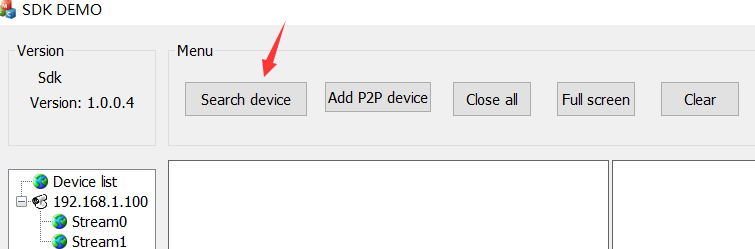 SDK DEMO
Version
Menu
Sdk
Version: 1.0.0.4
Search device
Add P2P device
Close all
Full screen
Clear
Device list
192.168.1.100
Stream0
Stream1